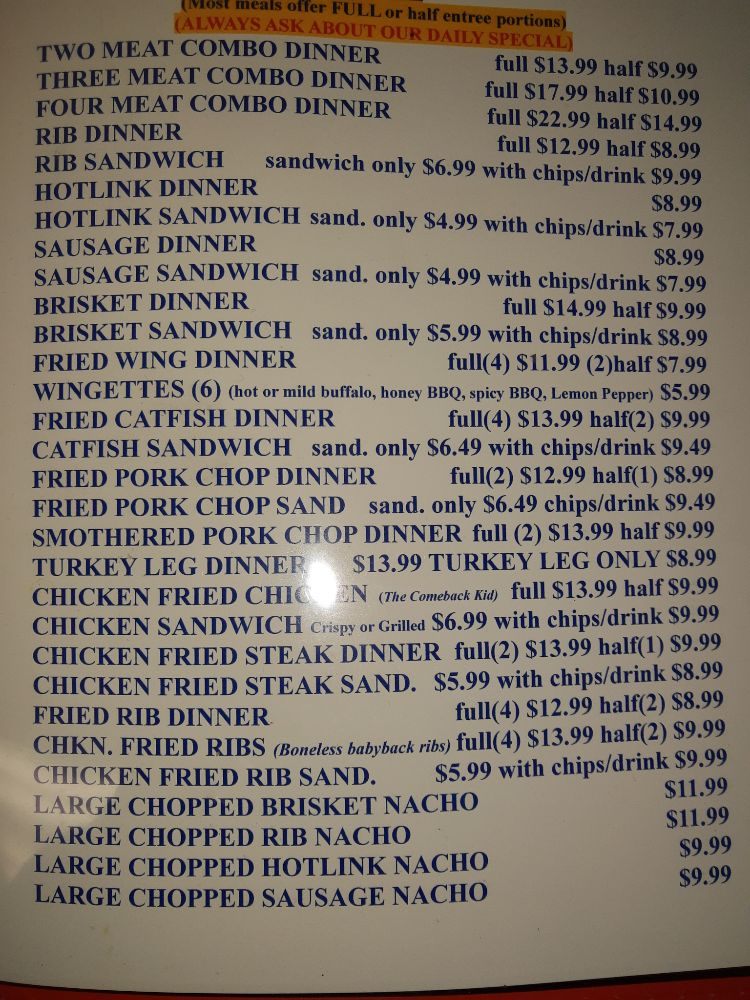 (Most meals offer FULL or half entree portions)
(ALWAYS ASK ABOUT OUR DAILY SPECIAL)
TWO MEAT COMBO DINNER full $13.99 half $9.99
THREE MEAT COMBO DINNER full $17.99 half $10.99
FOUR MEAT COMBO DINNER full $22.99 half $14.99
RIB DINNER full $12.99 half $8.99
RIB SANDWICH sandwich only $6.99 with chips/drink $9.99
HOTLINK DINNER $8.99
HOTLINK SANDWICH sand. only $4.99 with chips/drink $7.99
SAUSAGE DINNER $8.99
SAUSAGE SANDWICH sand. only $4.99 with chips/drink $7.99
BRISKET DINNER full $14.99 half $9.99
BRISKET SANDWICH sand. only $5.99 with chips/drink $8.99
FRIED WING DINNER full(4) $11.99 (2)half $7.99
WINGETTES (6) (hot or mild buffalo, honey BBQ, spicy BBQ, Lemon Pepper) $5.99
FRIED CATFISH DINNER full(4) $13.99 half(2) $9.99
CATFISH SANDWICH sand. only $6.49 with chips/drink $9.49
FRIED PORK CHOP DINNER full(2) $12.99 half(1) $8.99
FRIED PORK CHOP SAND sand. only $6.49 chips/drink $9.49
SMOTHERED PORK CHOP DINNER full (2) $13.99 half $9.99
TURKEY LEG DINNER $13.99 TURKEY LEG ONLY $8.99
CHICKEN FRIED CHICKEN (The Comeback Kid) full $13.99 half $9.99
CHICKEN SANDWICH Crispy or Grilled $6.99 with chips/drink $9.99
CHICKEN FRIED STEAK DINNER full(2) $13.99 half(1) $9.99
CHICKEN FRIED STEAK SAND. $5.99 with chips/drink $8.99
FRIED RIB DINNER full(4) $12.99 half(2) $8.99
CHKN. FRIED RIBS (Boneless babyback ribs) full(4) $13.99 half(2) $9.99
CHICKEN FRIED RIB SAND. $5.99 with chips/drink $9.99
LARGE CHOPPED BRISKET NACHO $11.99
LARGE CHOPPED RIB NACHO $11.99
LARGE CHOPPED HOTLINK NACHO $9.99
LARGE CHOPPED SAUSAGE NACHO $9.99